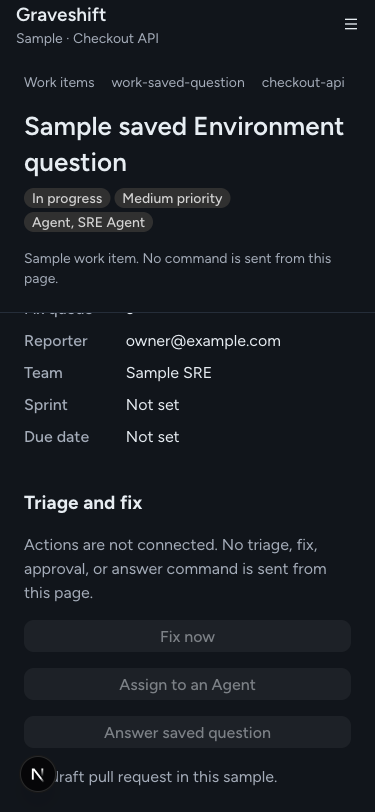 Graveshift
Sample · Checkout API
Work items work-saved-question checkout-api
Sample saved Environment
question
In progress Medium priority
Agent, SRE Agent
Sample work item. No command is sent from this
page.
Reporter owner@example.com
Team Sample SRE
Sprint Not set
Due date Not set
Triage and fix
Actions are not connected. No triage, fix,
approval, or answer command is sent from
this page.
Fix now
Assign to an Agent
Answer saved question
N draft pull request in this sample.